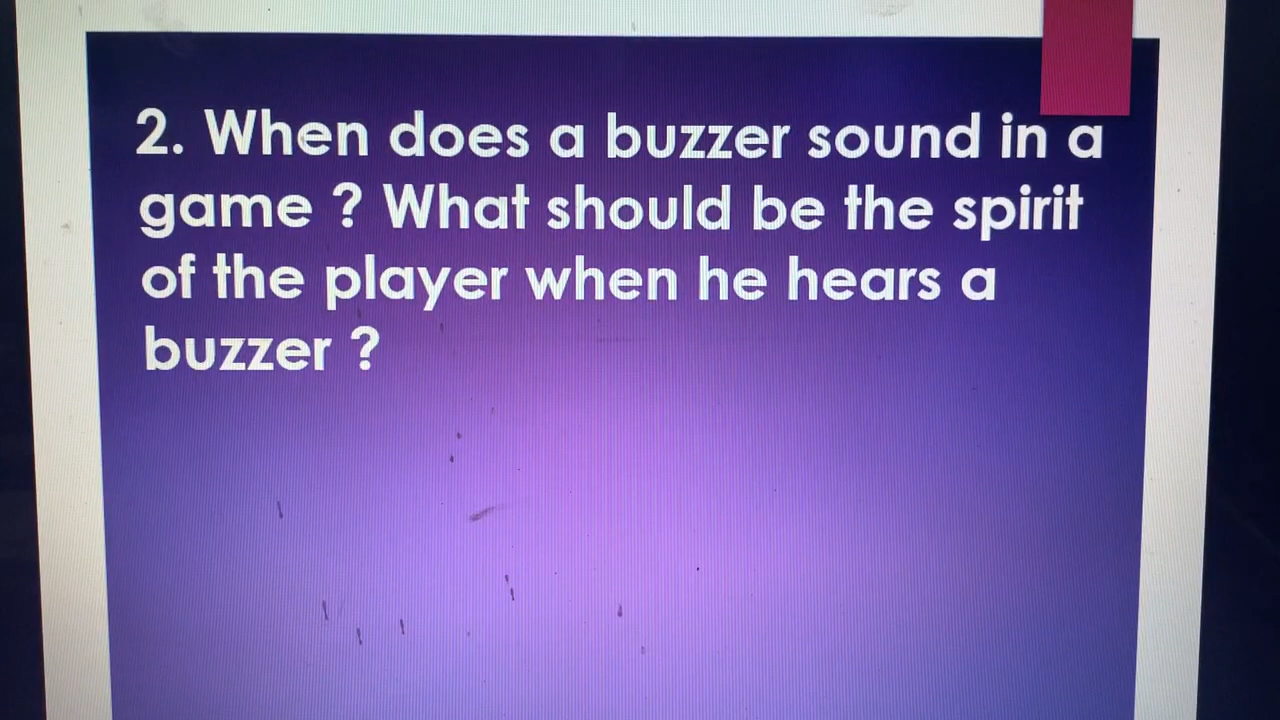 2. When does a buzzer sound in a
game ? What should be the spirit
of the player when he hears a
buzzer ?